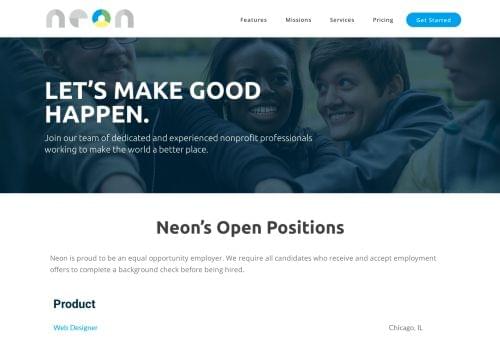 neon
Features Missions Services Pricing Get Started
LET'S MAKE GOOD
HAPPEN.
Join our team of dedicated and experienced nonprofit professionals
working to make the world a better place.
Neon's Open Positions
Neon is proud to be an equal opportunity employer. We require all candidates who receive and accept employment
offers to complete a background check before being hired.
Product
Web Designer Chicago, IL